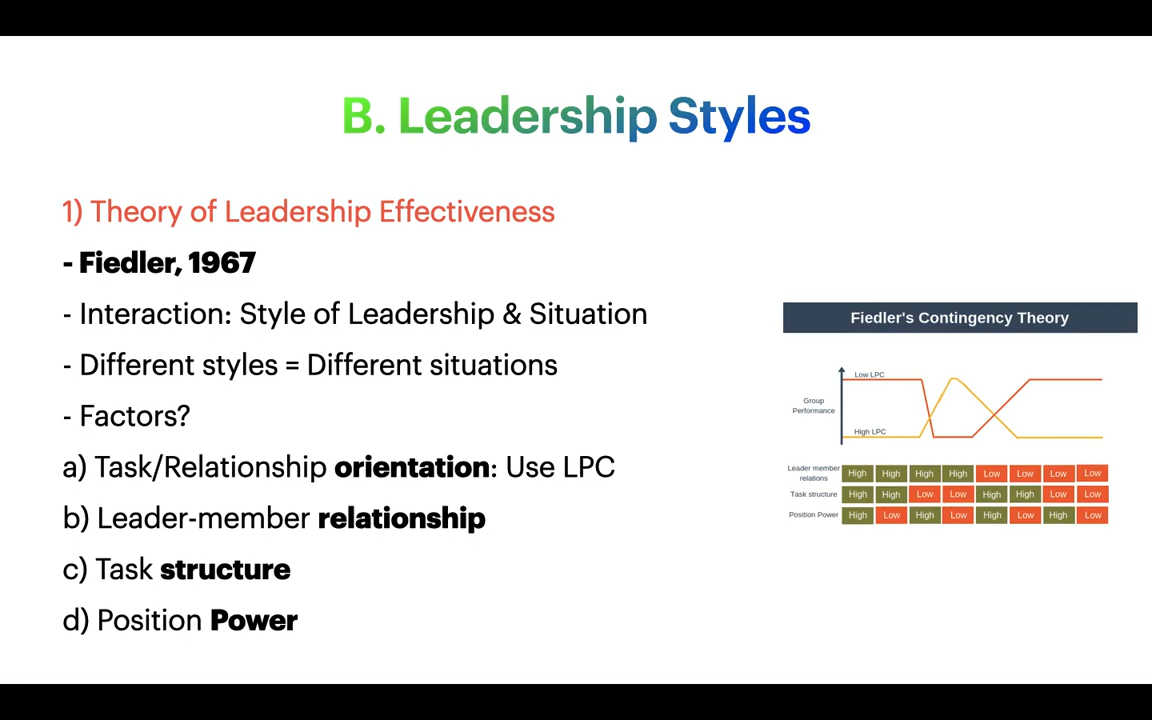 B. Leadership Styles
1) Theory of Leadership Effectiveness
- Fiedler, 1967
- Interaction: Style of Leadership & Situation
- Different styles = Different situations
- Factors?
a) Task/Relationship orientation: Use LPC
b) Leader-member relationship
c) Task structure
d) Position Power
Fiedler's Contingency Theory
Low LPC
Group
Performance
High LPC
Leader member
relations
High High High High Low Low Low Low
Task structure High High Low Low High High Low Low
Position Power High Low High Low High Low High Low